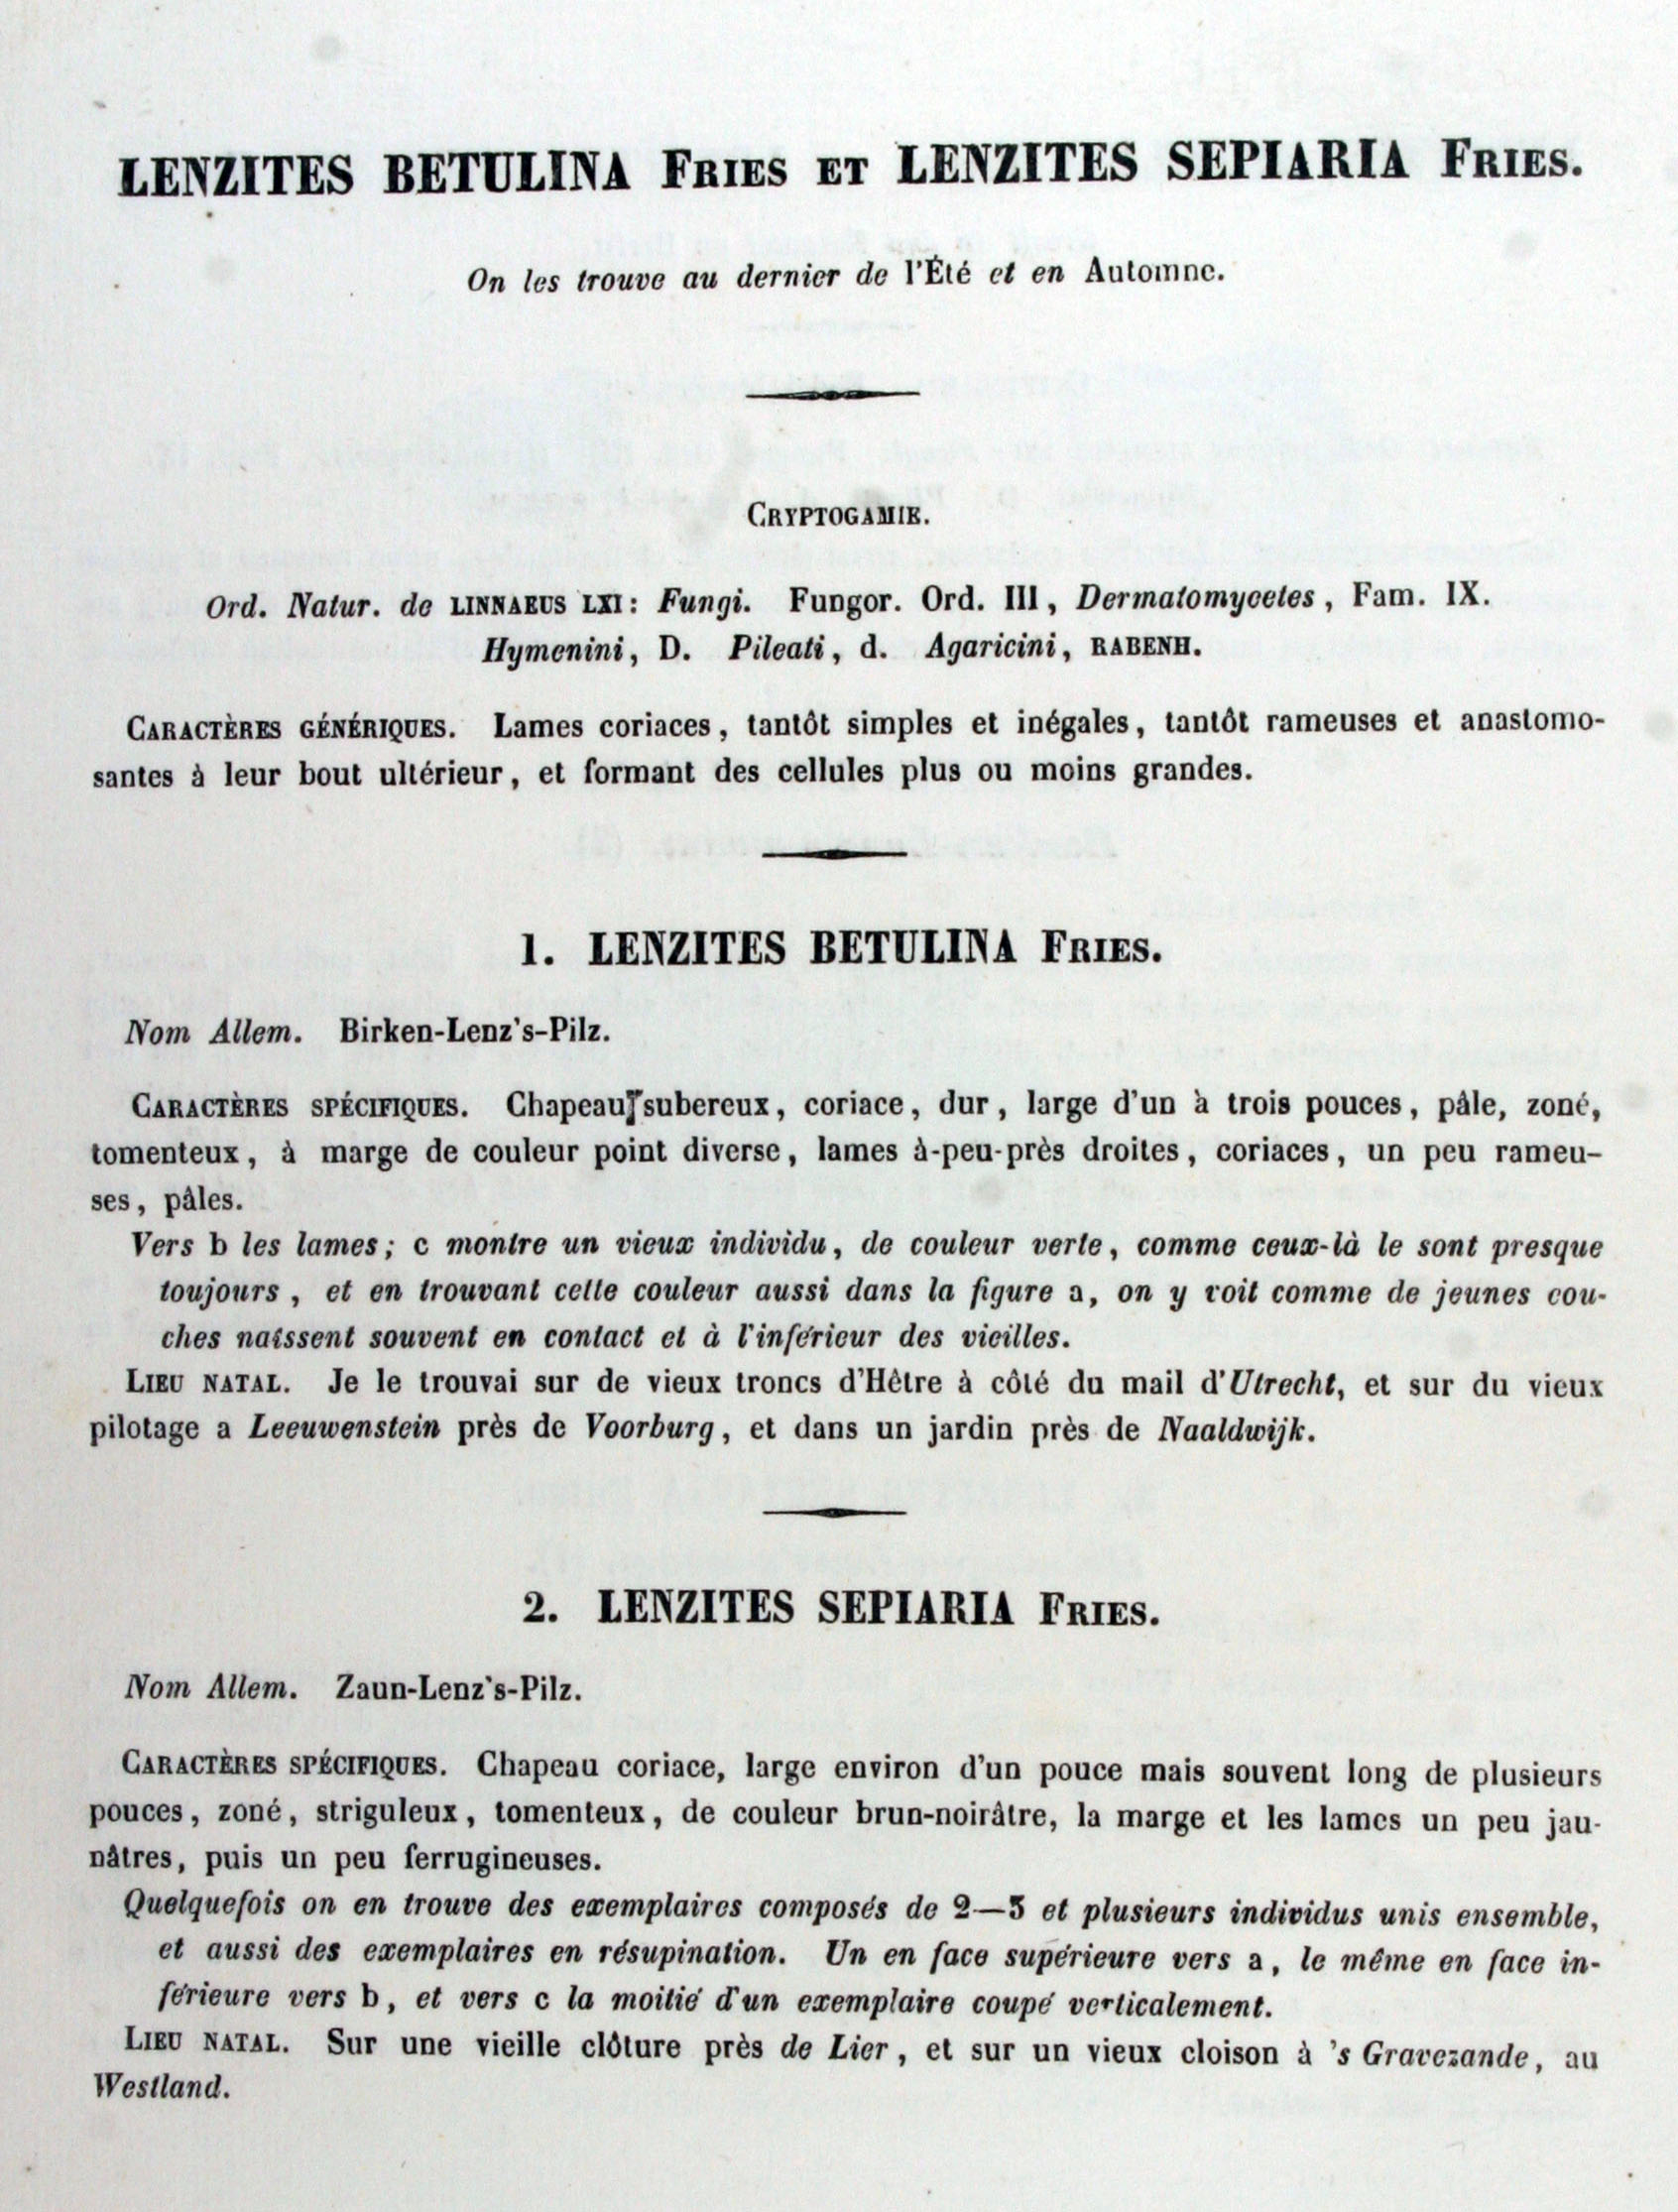 LENZITES BETULINA FRIES ET LENZITES SEPIARIA FRIES.
On les trouve au dernier de l'Été et en Automne.
CRYPTOGAMIE.
Ord. Natur. de LINNAEUS LXI: Fungi. Fungor. Ord. III, Dermatomycetes, Fam. IX.
Hymenini, D. Pileati, d. Agaricini, RABENH.
CARACTÈRES GÉNÉRIQUES. Lames coriaces, tantôt simples et inégales, tantôt rameuses et anastomo-
santes à leur bout ultérieur, et formant des cellules plus ou moins grandes.
1. LENZITES BETULINA FRIES.
Nom Allem. Birken-Lenz's-Pilz.
CARACTÈRES SPÉCIFIQUES. Chapeau subereux, coriace, dur, large d'un à trois pouces, pâle, zoné,
tomenteux, à marge de couleur point diverse, lames à-peu-près droites, coriaces, un peu rameu-
ses, pâles.
Vers b les lames; c montre un vieux individu, de couleur verte, comme ceux-là le sont presque
toujours, et en trouvant cette couleur aussi dans la figure a, on y voit comme de jeunes cou-
ches naissent souvent en contact et à l'inférieur des vieilles.
LIEU NATAL. Je le trouvai sur de vieux troncs d'Hêtre à côté du mail d'Utrecht, et sur du vieux
pilotage a Leeuwenstein près de Voorburg, et dans un jardin près de Naaldwijk.
2. LENZITES SEPIARIA FRIES.
Nom Allem. Zaun-Lenz's-Pilz.
CARACTÈRES SPÉCIFIQUES. Chapeau coriace, large environ d'un pouce mais souvent long de plusieurs
pouces, zoné, striguleux, tomenteux, de couleur brun-noirâtre, la marge et les lames un peu jau-
nâtres, puis un peu ferrugineuses.
Quelquefois on en trouve des exemplaires composés de 2—3 et plusieurs individus unis ensemble,
et aussi des exemplaires en résupination. Un en face supérieure vers a, le même en face in-
férieure vers b, et vers c la moitié d'un exemplaire coupé verticalement.
LIEU NATAL. Sur une vieille clôture près de Lier, et sur un vieux cloison à 's Gravezande, au
Westland.